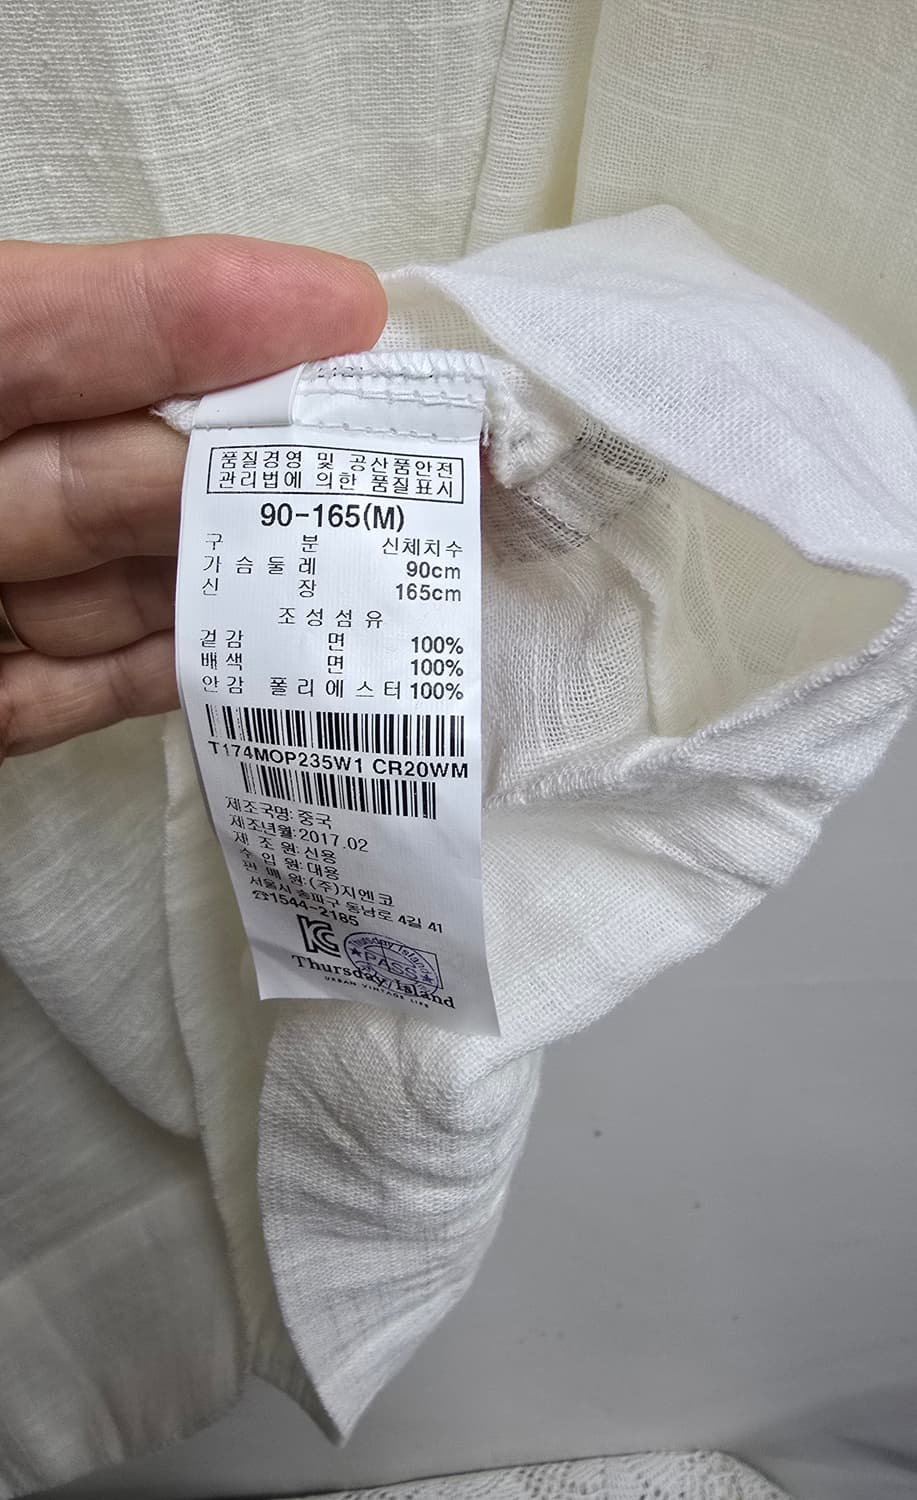 품질경영 및 공산품안전
관리법에 의한 품질표시
90-165(M)
구 분 신체치수
가슴둘레 90cm
신 장 165cm
조성섬유
겉감 면 100%
배색 면 100%
안감 폴리에스터 100%
T174MOP235W1 CR20WM
제조국명: 중국
제조년월: 2017.02
제 조 원: 신용
수 입 원: 대용
판 매 원: (주)지엔코
서울시 송파구 동남로 4길 41
☎1544-2185
KC
Thursday Island
PASS
Thursday Island
URBAN VINTAGE LIFE